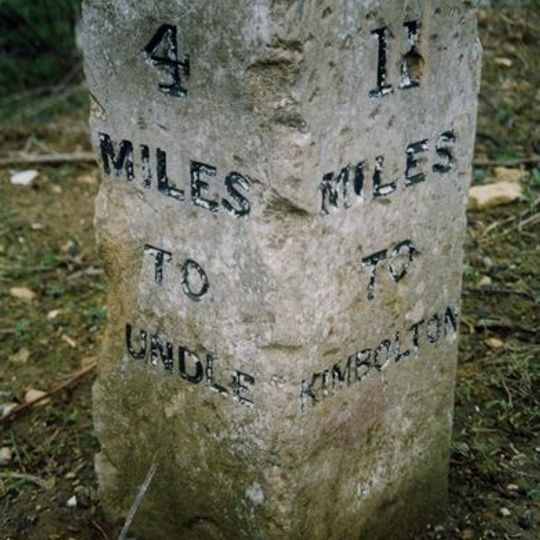 4
MILES
TO
UNDLE
11
MILES
TO
KIMBOLTON